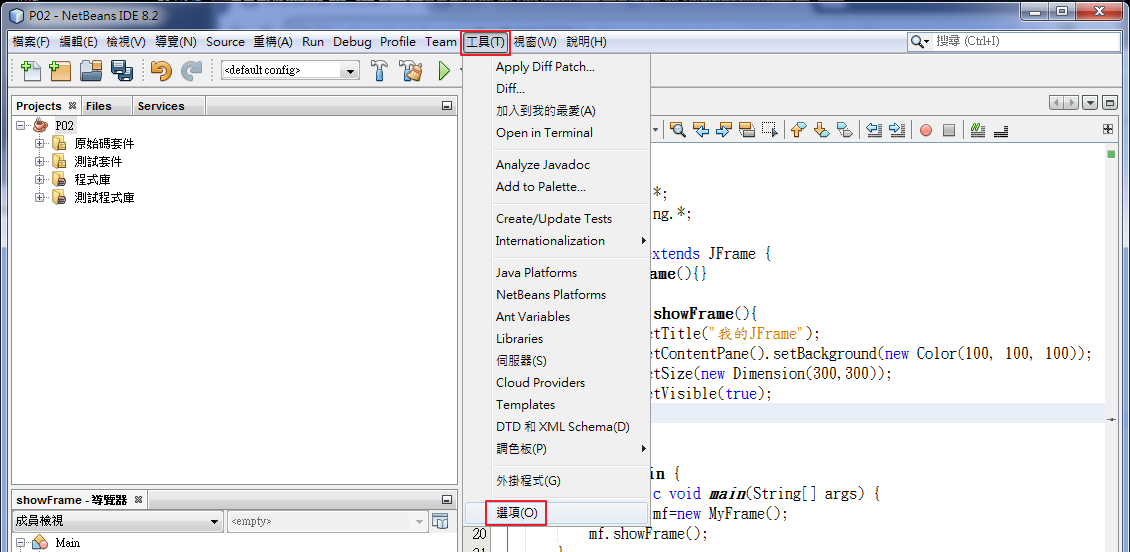 P02 - NetBeans IDE 8.2
檔案(F) 編輯(E) 檢視(V) 導覽(N) Source 重構(A) Run Debug Profile Team 工具(T) 視窗(W) 說明(H)
搜尋 (Ctrl+I)
<default config>
Projects Files Services
P02
原始碼套件
測試套件
程式庫
測試程式庫
Apply Diff Patch...
Diff...
加入到我的最愛(A)
Open in Terminal
Analyze Javadoc
Add to Palette...
Create/Update Tests
Internationalization
Java Platforms
NetBeans Platforms
Ant Variables
Libraries
伺服器(S)
Cloud Providers
Templates
DTD 和 XML Schema(D)
調色板(P)
外掛程式(G)
選項(O)
*;
ng.*;
xtends JFrame {
ame(){}
showFrame(){
etTitle("我的JFrame");
etContentPane().setBackground(new Color(100, 100, 100));
etSize(new Dimension(300,300));
etVisible(true);
in {
c void main(String[] args) {
mf=new MyFrame();
20 mf.showFrame();
21 }
showFrame - 導覽器
成員檢視 <empty>
Main